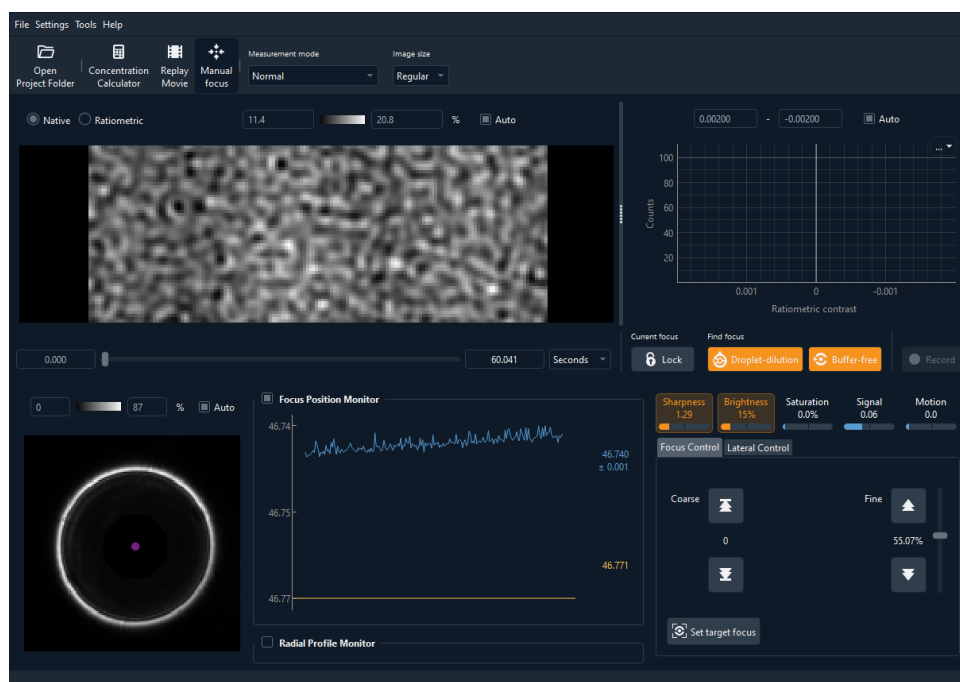 File Settings Tools Help
Open Project Folder
Concentration Calculator
Replay Movie
Manual focus
Measurement mode
Normal
Image size
Regular
Native Ratiometric
11.4 20.8 % Auto
0.00200 - -0.00200 Auto
...
100
80
60
40
20
Counts
0.001 0 -0.001
Ratiometric contrast
Current focus
Lock
Find focus
Droplet-dilution
Buffer-free
Record
0.000 60.041 Seconds
0 87 % Auto
Focus Position Monitor
46.74
46.75
46.77
46.740
± 0.001
46.771
Radial Profile Monitor
Sharpness
1.29
Brightness
15%
Saturation
0.0%
Signal
0.06
Motion
0.0
Focus Control Lateral Control
Coarse
0
Fine
55.07%
Set target focus